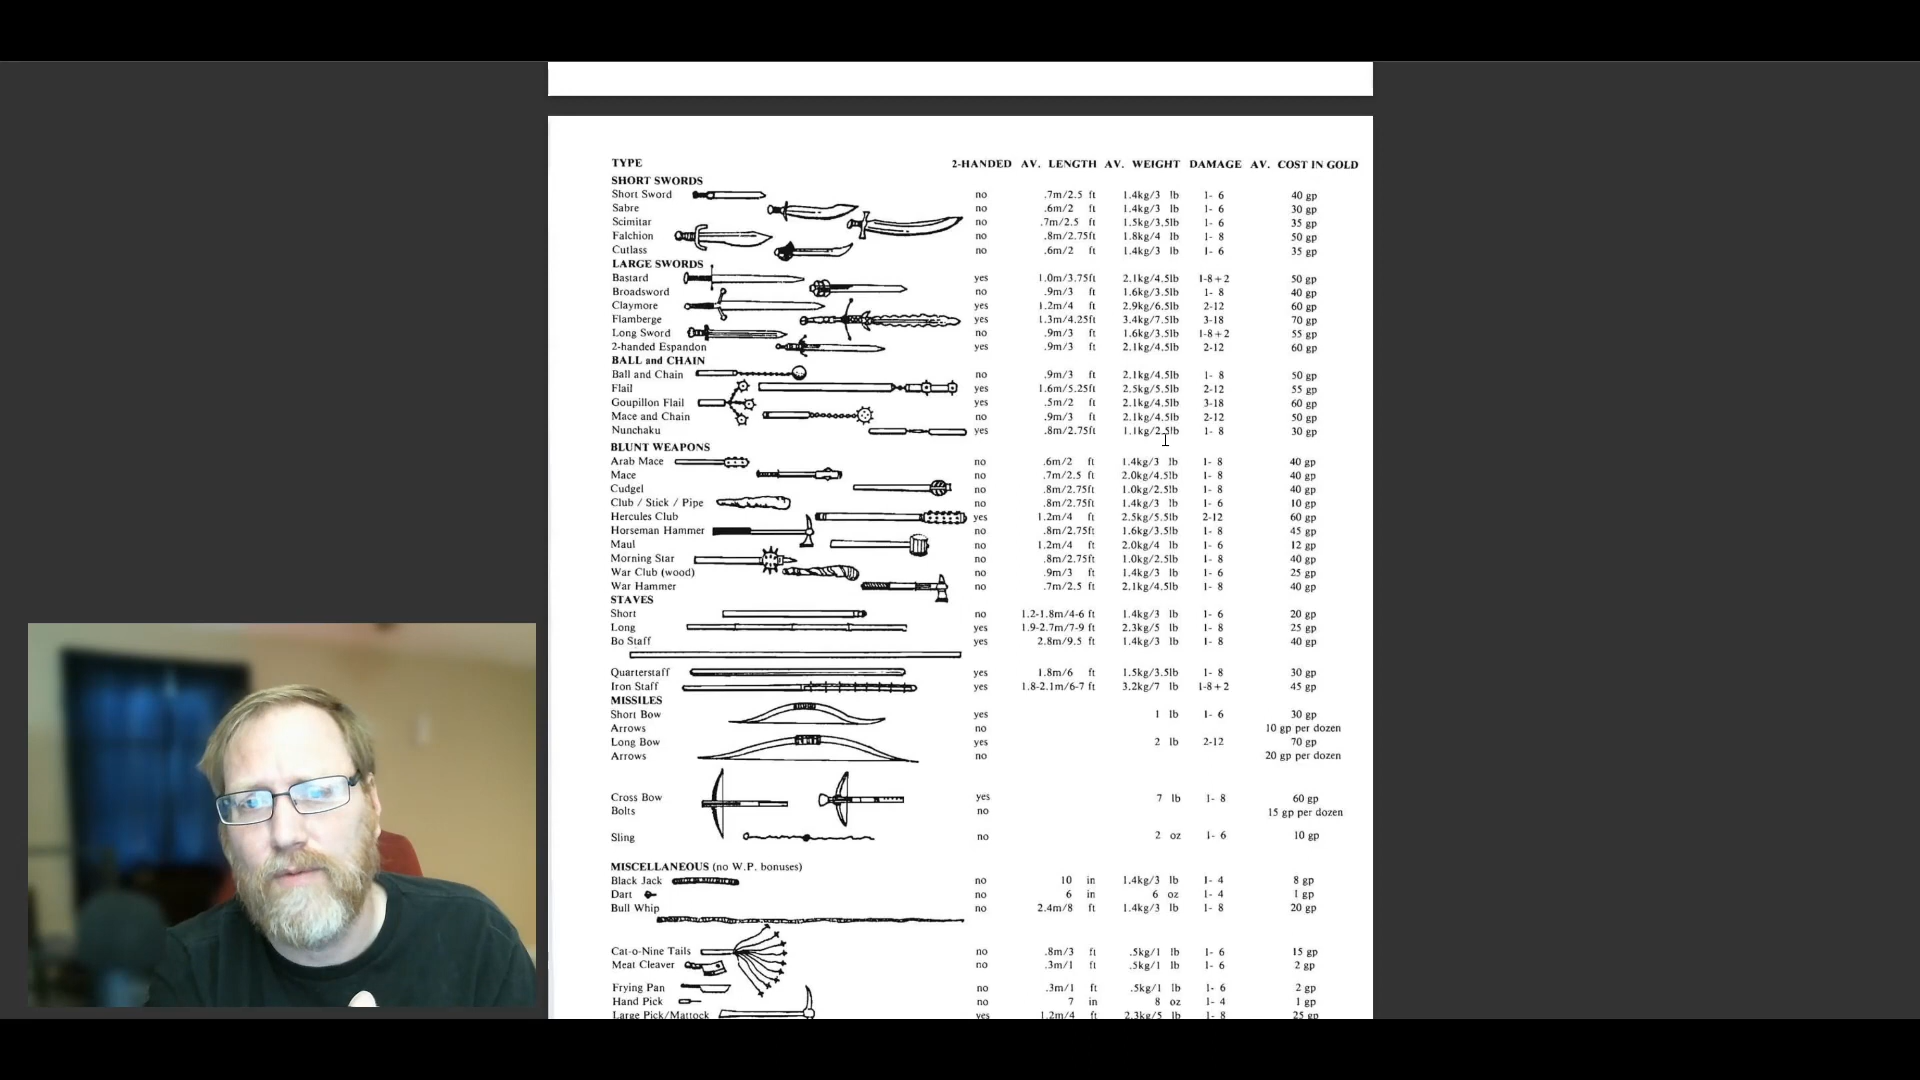 TYPE 2-HANDED AV. LENGTH AV. WEIGHT DAMAGE AV. COST IN GOLD
SHORT SWORDS
Short Sword no .7m/2.5 ft 1.4kg/3 lb 1- 6 40 gp
Sabre no .6m/2 ft 1.4kg/3 lb 1- 6 30 gp
Scimitar no .7m/2.5 ft 1.5kg/3.5lb 1- 6 35 gp
Falchion no .8m/2.75ft 1.8kg/4 lb 1- 8 50 gp
Cutlass no .6m/2 ft 1.4kg/3 lb 1- 6 35 gp
LARGE SWORDS
Bastard yes 1.0m/3.75ft 2.1kg/4.5lb 1-8+2 50 gp
Broadsword no .9m/3 ft 1.6kg/3.5lb 1- 8 40 gp
Claymore yes 1.2m/4 ft 2.9kg/6.5lb 2-12 60 gp
Flamberge yes 1.3m/4.25ft 3.4kg/7.5lb 3-18 70 gp
Long Sword no .9m/3 ft 1.6kg/3.5lb 1-8+2 55 gp
2-handed Espandon yes .9m/3 ft 2.1kg/4.5lb 2-12 60 gp
BALL and CHAIN
Ball and Chain no .9m/3 ft 2.1kg/4.5lb 1- 8 50 gp
Flail yes 1.6m/5.25ft 2.5kg/5.5lb 2-12 55 gp
Goupillon Flail yes .5m/2 ft 2.1kg/4.5lb 3-18 60 gp
Mace and Chain no .9m/3 ft 2.1kg/4.5lb 2-12 50 gp
Nunchaku yes .8m/2.75ft 1.1kg/2.5lb 1- 8 30 gp
BLUNT WEAPONS
Arab Mace no .6m/2 ft 1.4kg/3 lb 1- 8 40 gp
Mace no .7m/2.5 ft 2.0kg/4.5lb 1- 8 40 gp
Cudgel no .8m/2.75ft 1.0kg/2.5lb 1- 8 40 gp
Club / Stick / Pipe no .8m/2.75ft 1.4kg/3 lb 1- 6 10 gp
Hercules Club yes 1.2m/4 ft 2.5kg/5.5lb 2-12 60 gp
Horseman Hammer no .8m/2.75ft 1.6kg/3.5lb 1- 8 45 gp
Maul no 1.2m/4 ft 2.0kg/4 lb 1- 6 12 gp
Morning Star no .8m/2.75ft 1.0kg/2.5lb 1- 8 40 gp
War Club (wood) no .9m/3 ft 1.4kg/3 lb 1- 6 25 gp
War Hammer no .7m/2.5 ft 2.1kg/4.5lb 1- 8 40 gp
STAVES
Short no 1.2-1.8m/4-6 ft 1.4kg/3 lb 1- 6 20 gp
Long yes 1.9-2.7m/7-9 ft 2.3kg/5 lb 1- 8 25 gp
Bo Staff yes 2.8m/9.5 ft 1.4kg/3 lb 1- 8 40 gp
Quarterstaff yes 1.8m/6 ft 1.5kg/3.5lb 1- 8 30 gp
Iron Staff yes 1.8-2.1m/6-7 ft 3.2kg/7 lb 1-8+2 45 gp
MISSILES
Short Bow yes 1 lb 1- 6 30 gp
Arrows no 10 gp per dozen
Long Bow yes 2 lb 2-12 70 gp
Arrows no 20 gp per dozen
Cross Bow yes 7 lb 1- 8 60 gp
Bolts no 15 gp per dozen
Sling no 2 oz 1- 6 10 gp
MISCELLANEOUS (no W.P. bonuses)
Black Jack no 10 in 1.4kg/3 lb 1- 4 8 gp
Dart no 6 in 6 oz 1- 4 1 gp
Bull Whip no 2.4m/8 ft 1.4kg/3 lb 1- 8 20 gp
Cat-o-Nine Tails no .8m/3 ft .5kg/1 lb 1- 6 15 gp
Meat Cleaver no .3m/1 ft .5kg/1 lb 1- 6 2 gp
Frying Pan no .3m/1 ft .5kg/1 lb 1- 6 2 gp
Hand Pick no 7 in 8 oz 1- 4 1 gp
Large Pick/Mattock yes 1.2m/4 ft 2.3kg/5 lb 1- 8 25 gp